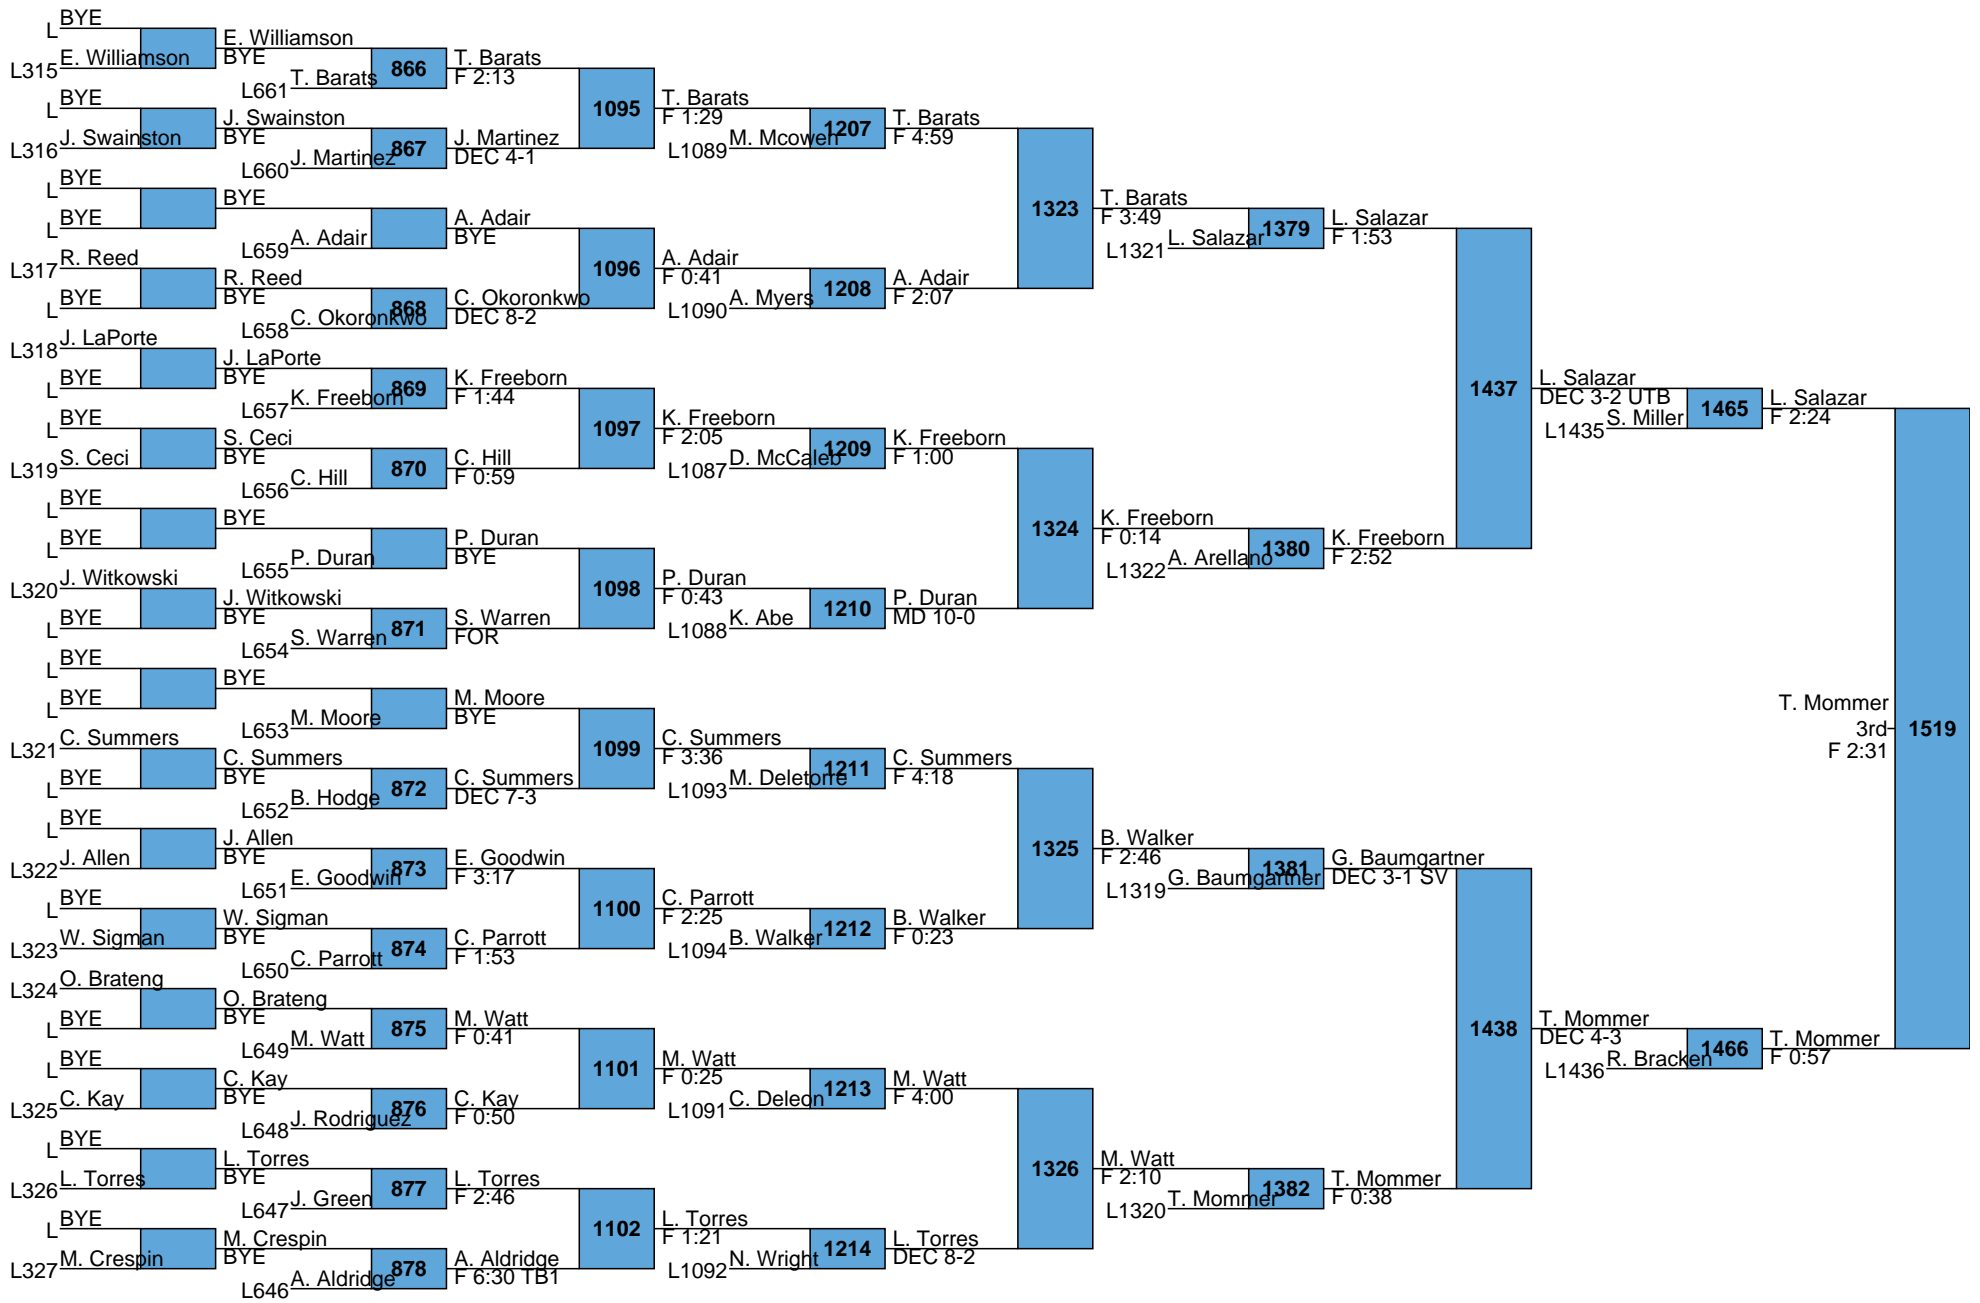 BYE
L
E. Williamson
L315
BYE
L
J. Swainston
L316
BYE
L
BYE
L
R. Reed
L317
BYE
L
J. LaPorte
L318
BYE
L
BYE
L
S. Ceci
L319
BYE
L
BYE
L
J. Witkowski
L320
BYE
L
BYE
L
BYE
L
C. Summers
L321
BYE
L
BYE
L
J. Allen
L322
BYE
L
W. Sigman
L323
O. Brateng
L324
BYE
L
BYE
L
C. Kay
L325
BYE
L
L. Torres
L326
BYE
L
M. Crespin
L327
E. Williamson
BYE
T. Barats
L661
866
J. Swainston
BYE
J. Martinez
L660
867
BYE
A. Adair
L659
R. Reed
BYE
C. Okoronkwo
L658
868
J. LaPorte
BYE
K. Freeborn
L657
869
S. Ceci
BYE
C. Hill
L656
870
BYE
P. Duran
L655
J. Witkowski
BYE
S. Warren
L654
871
BYE
M. Moore
L653
C. Summers
BYE
B. Hodge
L652
872
J. Allen
BYE
E. Goodwin
L651
873
W. Sigman
BYE
C. Parrott
L650
874
O. Brateng
BYE
M. Watt
L649
875
C. Kay
BYE
J. Rodriguez
L648
876
L. Torres
BYE
J. Green
L647
877
M. Crespin
BYE
A. Aldridge
L646
878
T. Barats
F 2:13
1095
J. Martinez
DEC 4-1
A. Adair
BYE
1096
C. Okoronkwo
DEC 8-2
K. Freeborn
F 1:44
1097
C. Hill
F 0:59
P. Duran
BYE
1098
S. Warren
FOR
M. Moore
BYE
1099
C. Summers
DEC 7-3
E. Goodwin
F 3:17
1100
C. Parrott
F 1:53
M. Watt
F 0:41
1101
C. Kay
F 0:50
L. Torres
F 2:46
1102
A. Aldridge
F 6:30 TB1
T. Barats
F 1:29
M. Mcowen
L1089
1207
A. Adair
F 0:41
A. Myers
L1090
1208
K. Freeborn
F 2:05
D. McCaleb
L1087
1209
P. Duran
F 0:43
K. Abe
L1088
1210
C. Summers
F 3:36
M. Deletorre
L1093
1211
C. Parrott
F 2:25
B. Walker
L1094
1212
M. Watt
F 0:25
C. Deleon
L1091
1213
L. Torres
F 1:21
N. Wright
L1092
1214
T. Barats
F 4:59
1323
A. Adair
F 2:07
K. Freeborn
F 1:00
1324
P. Duran
MD 10-0
C. Summers
F 4:18
1325
B. Walker
F 0:23
M. Watt
F 4:00
1326
L. Torres
DEC 8-2
T. Barats
F 3:49
L. Salazar
L1321
1379
K. Freeborn
F 0:14
A. Arellano
L1322
1380
B. Walker
F 2:46
G. Baumgartner
L1319
1381
M. Watt
F 2:10
T. Mommer
L1320
1382
L. Salazar
F 1:53
1437
K. Freeborn
F 2:52
G. Baumgartner
DEC 3-1 SV
1438
T. Mommer
F 0:38
L. Salazar
DEC 3-2 UTB
S. Miller
L1435
1465
T. Mommer
DEC 4-3
R. Bracken
L1436
1466
L. Salazar
F 2:24
T. Mommer
F 0:57
T. Mommer
3rd
F 2:31
1519